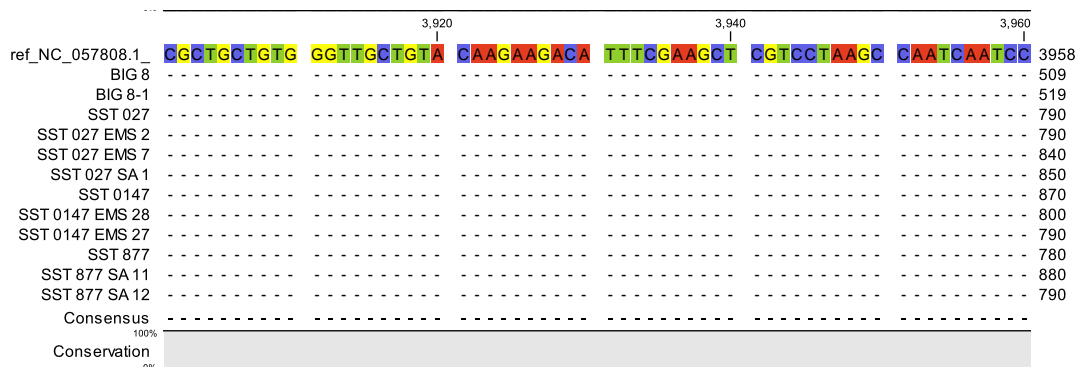 3,920 3,940 3,960
ref_NC_057808.1_ CGCTGCTGTG GGTTGCTGTA CAAGAAGACA TTTCGAAGCT CGTCCTAAGC CAATCAATCC 3958
BIG 8 - - - - - - - - - - - - - - - - - - - - - - - - - - - - - - - - - - - - - - - - - - - - - - - - - - - - - - - - - - - - 509
BIG 8-1 - - - - - - - - - - - - - - - - - - - - - - - - - - - - - - - - - - - - - - - - - - - - - - - - - - - - - - - - - - - - 519
SST 027 - - - - - - - - - - - - - - - - - - - - - - - - - - - - - - - - - - - - - - - - - - - - - - - - - - - - - - - - - - - - 790
SST 027 EMS 2 - - - - - - - - - - - - - - - - - - - - - - - - - - - - - - - - - - - - - - - - - - - - - - - - - - - - - - - - - - - - 790
SST 027 EMS 7 - - - - - - - - - - - - - - - - - - - - - - - - - - - - - - - - - - - - - - - - - - - - - - - - - - - - - - - - - - - - 840
SST 027 SA 1 - - - - - - - - - - - - - - - - - - - - - - - - - - - - - - - - - - - - - - - - - - - - - - - - - - - - - - - - - - - - 850
SST 0147 - - - - - - - - - - - - - - - - - - - - - - - - - - - - - - - - - - - - - - - - - - - - - - - - - - - - - - - - - - - - 870
SST 0147 EMS 28 - - - - - - - - - - - - - - - - - - - - - - - - - - - - - - - - - - - - - - - - - - - - - - - - - - - - - - - - - - - - 800
SST 0147 EMS 27 - - - - - - - - - - - - - - - - - - - - - - - - - - - - - - - - - - - - - - - - - - - - - - - - - - - - - - - - - - - - 790
SST 877 - - - - - - - - - - - - - - - - - - - - - - - - - - - - - - - - - - - - - - - - - - - - - - - - - - - - - - - - - - - - 780
SST 877 SA 11 - - - - - - - - - - - - - - - - - - - - - - - - - - - - - - - - - - - - - - - - - - - - - - - - - - - - - - - - - - - - 880
SST 877 SA 12 - - - - - - - - - - - - - - - - - - - - - - - - - - - - - - - - - - - - - - - - - - - - - - - - - - - - - - - - - - - - 790
Consensus - - - - - - - - - - - - - - - - - - - - - - - - - - - - - - - - - - - - - - - - - - - - - - - - - - - - - - - - - - - -
100%
Conservation